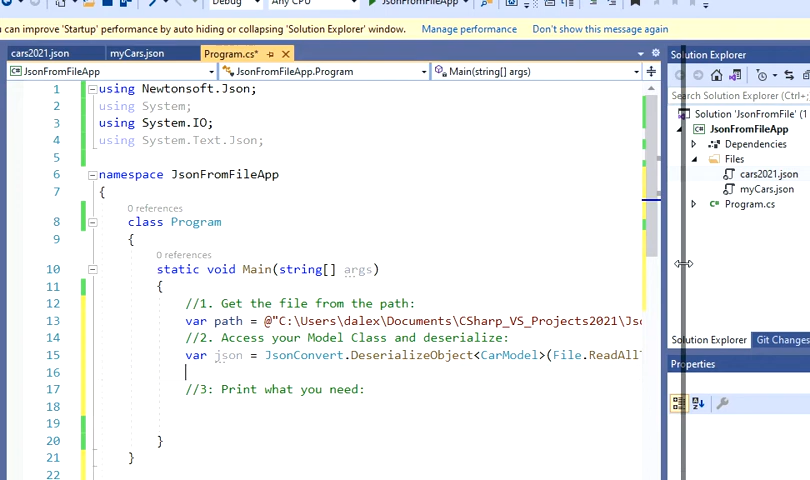 Debug
Any CPU
JsonFromFileApp
can improve 'Startup' performance by auto hiding or collapsing 'Solution Explorer' window. Manage performance Don't show this message again
cars2021.json myCars.json Program.cs*
JsonFromFileApp JsonFromFileApp.Program Main(string[] args)
1 using Newtonsoft.Json;
2 using System;
3 using System.IO;
4 using System.Text.Json;
5
6 namespace JsonFromFileApp
7 {
0 references
8 class Program
9 {
0 references
10 static void Main(string[] args)
11 {
12 //1. Get the file from the path:
13 var path = @"C:\Users\dalex\Documents\CSharp_VS_Projects2021\Jso
14 //2. Access your Model Class and deserialize:
15 var json = JsonConvert.DeserializeObject<CarModel>(File.ReadAllT
16
17 //3: Print what you need:
18
19
20 }
21 }
22
Solution Explorer
Search Solution Explorer (Ctrl+;
Solution 'JsonFromFile' (1
JsonFromFileApp
Dependencies
Files
cars2021.json
myCars.json
Program.cs
Solution Explorer Git Changes
Properties